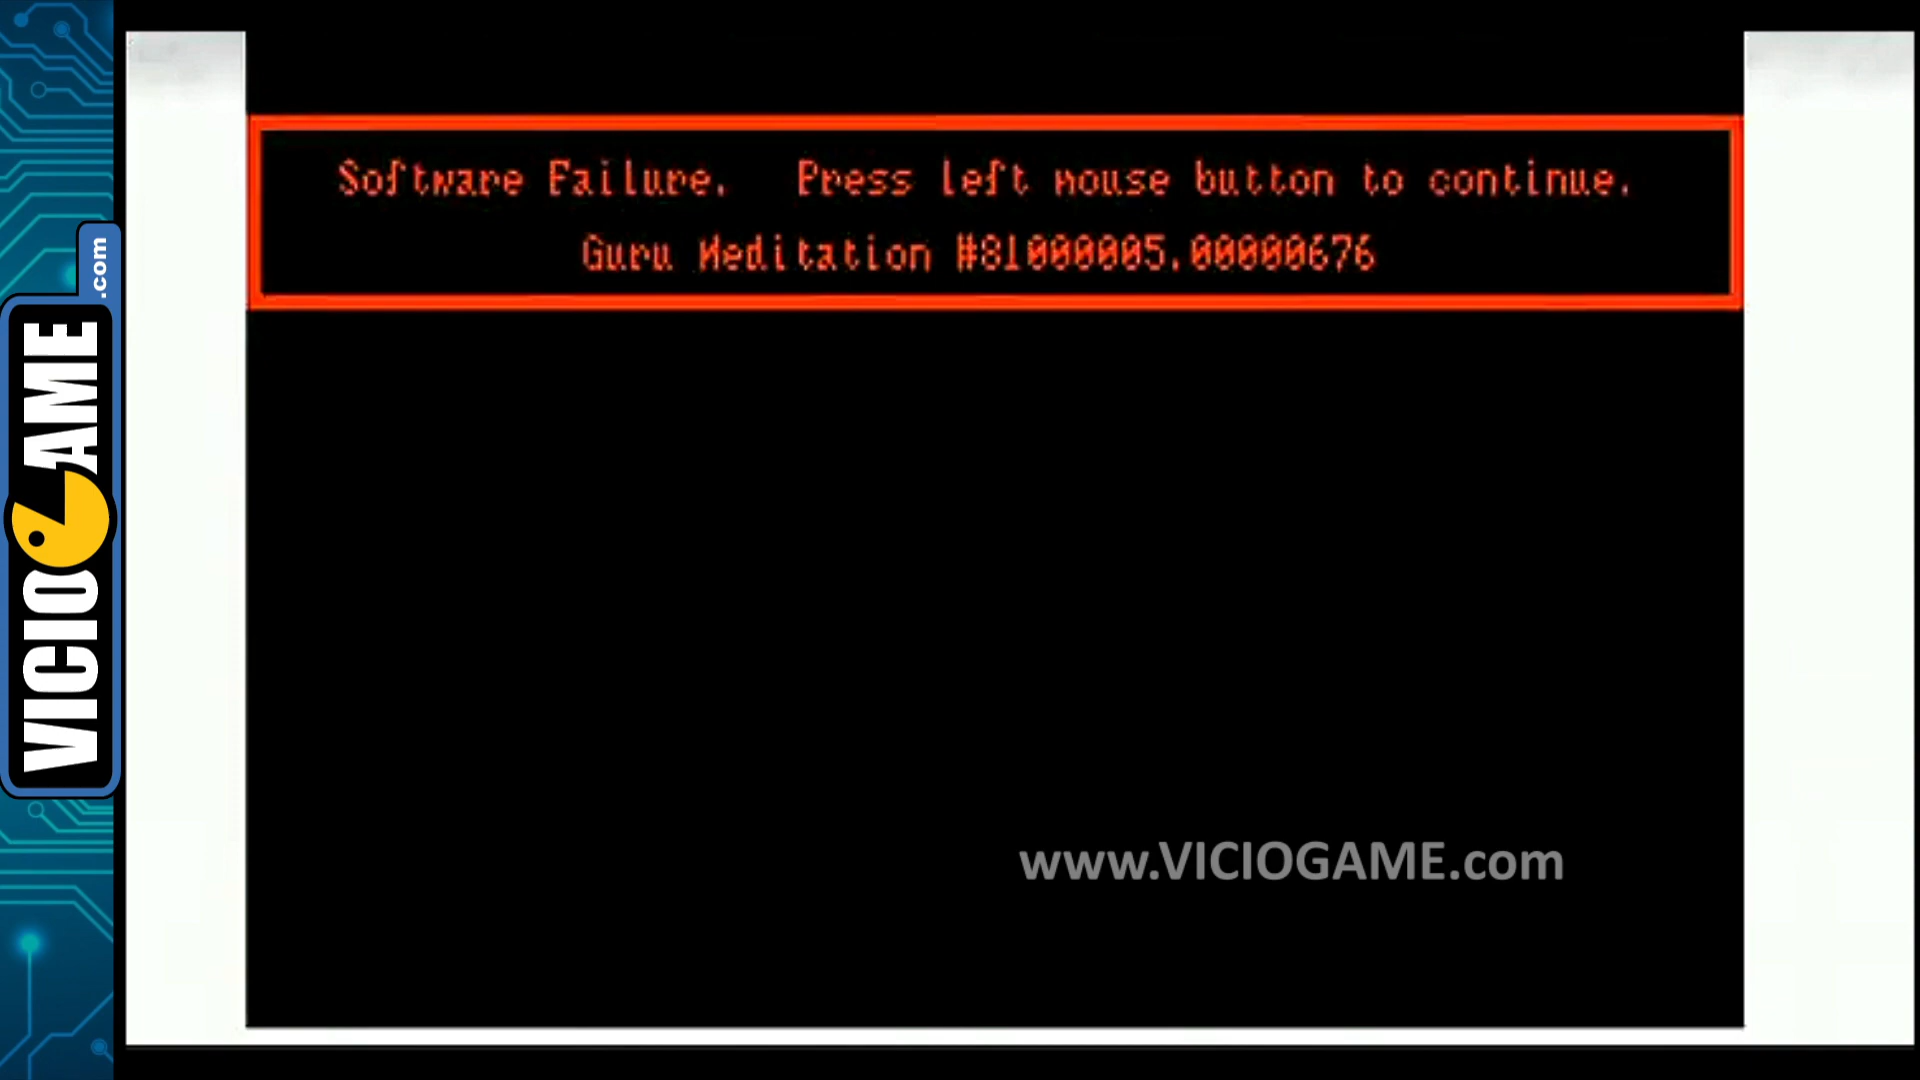 Software Failure.   Press left mouse button to continue.
Guru Meditation #81000005.00000676
www.VICIOGAME.com
VICIOGAME
.com